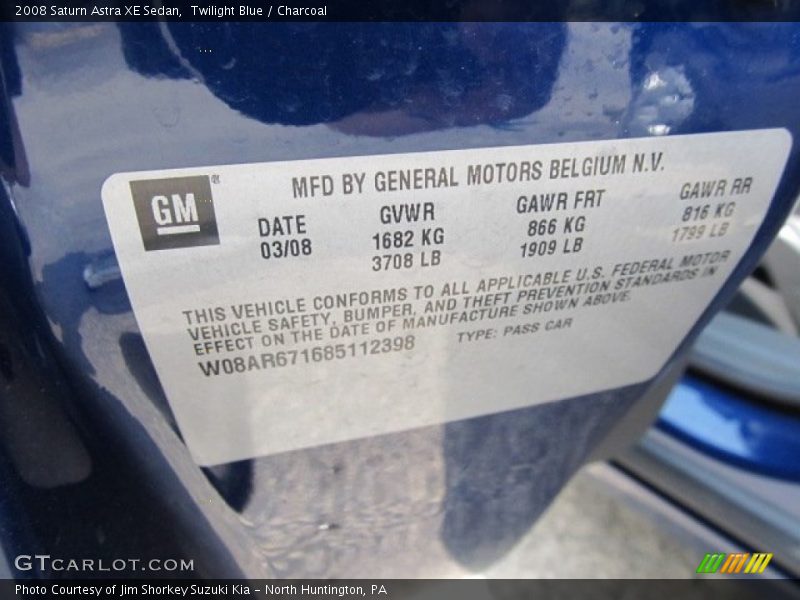 2008 Saturn Astra XE Sedan, Twilight Blue / Charcoal
GM®
MFD BY GENERAL MOTORS BELGIUM N.V.
DATE GVWR GAWR FRT GAWR RR
03/08 1682 KG 866 KG 816 KG
3708 LB 1909 LB 1799 LB
THIS VEHICLE CONFORMS TO ALL APPLICABLE U.S. FEDERAL MOTOR
VEHICLE SAFETY, BUMPER, AND THEFT PREVENTION STANDARDS IN
EFFECT ON THE DATE OF MANUFACTURE SHOWN ABOVE.
W08AR671685112398 TYPE: PASS CAR
GTCARLOT.COM
Photo Courtesy of Jim Shorkey Suzuki Kia - North Huntington, PA